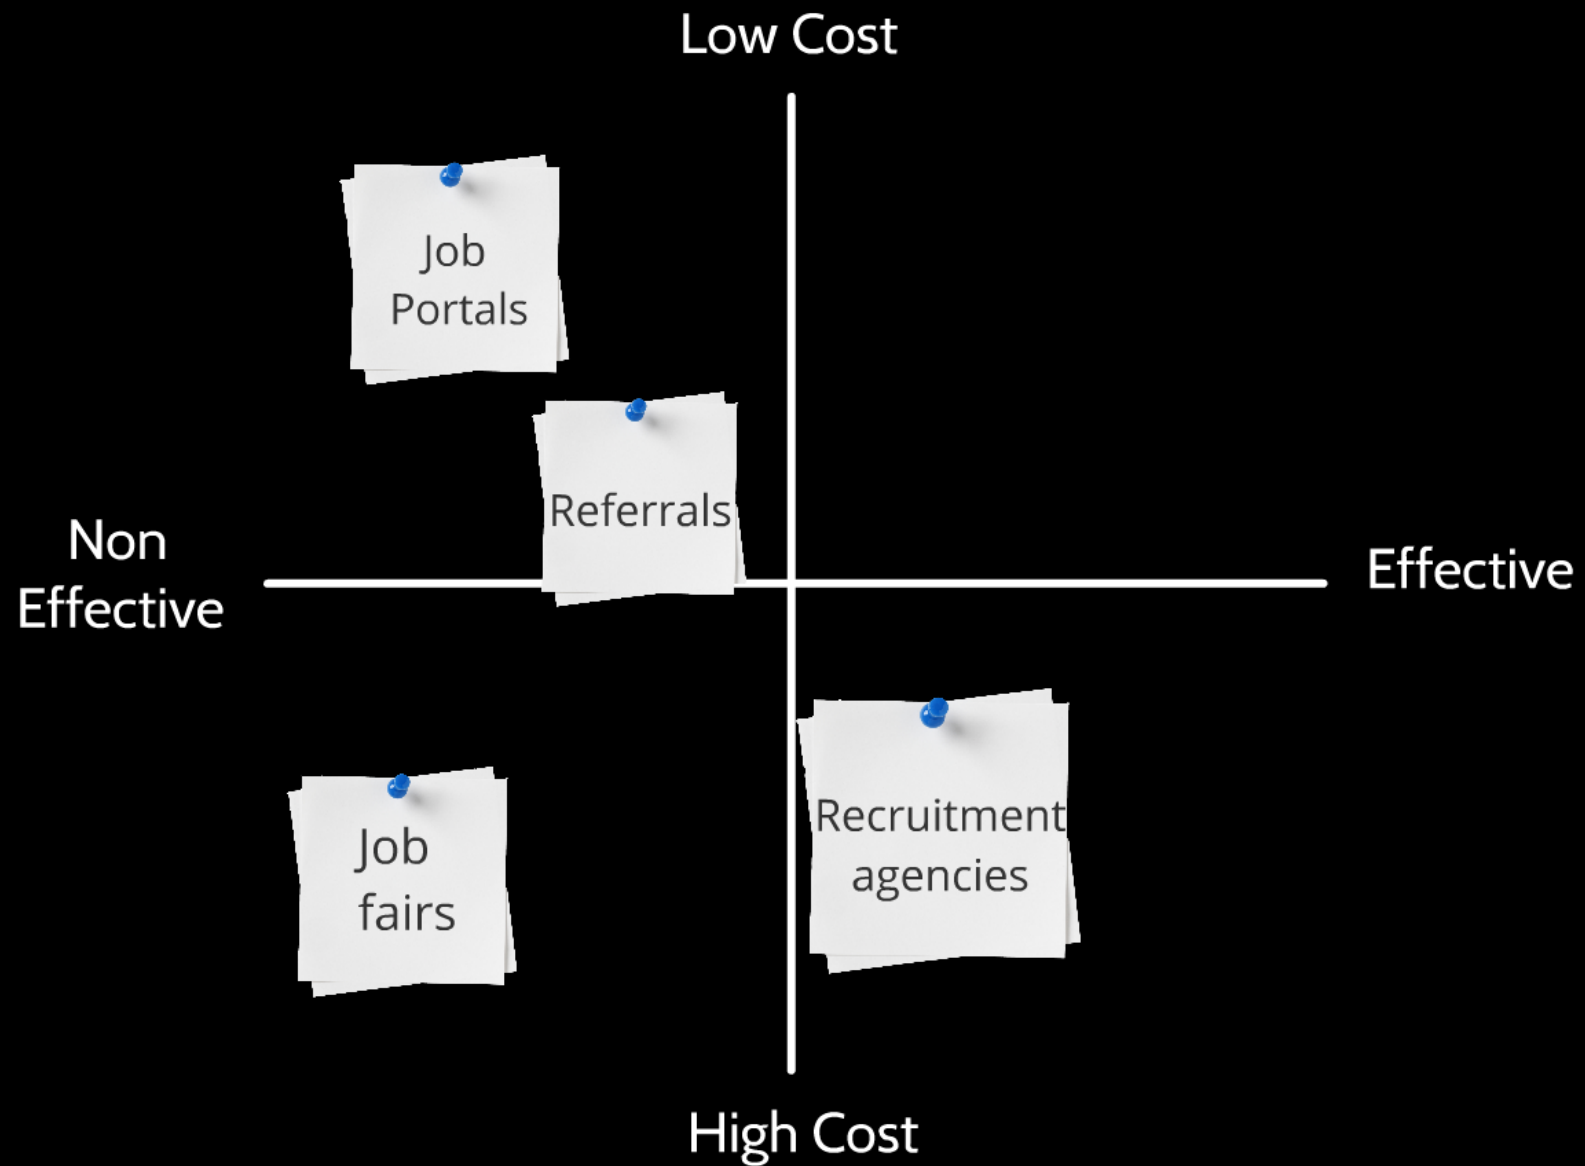 Low Cost
Job
Portals
Referrals
Non
Effective
Effective
Recruitment
agencies
Job
fairs
High Cost